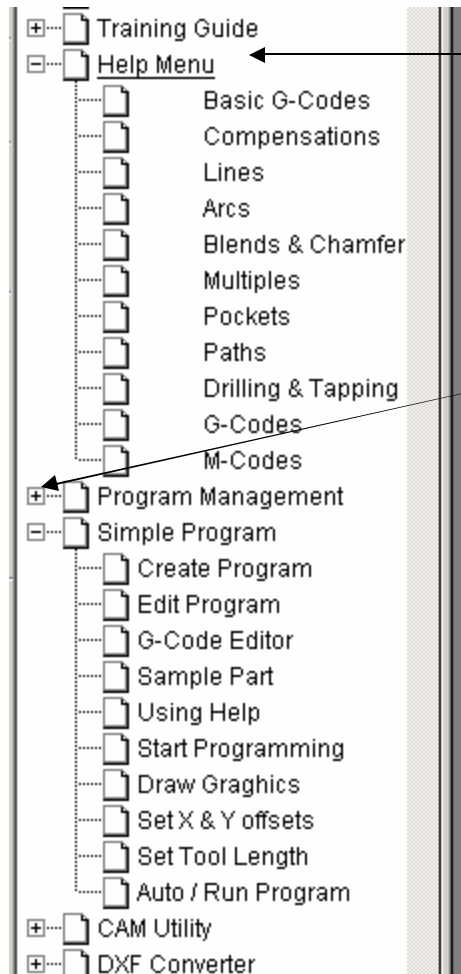 Training Guide
Help Menu
Basic G-Codes
Compensations
Lines
Arcs
Blends & Chamfer
Multiples
Pockets
Paths
Drilling & Tapping
G-Codes
M-Codes
Program Management
Simple Program
Create Program
Edit Program
G-Code Editor
Sample Part
Using Help
Start Programming
Draw Graghics
Set X & Y offsets
Set Tool Length
Auto / Run Program
CAM Utility
DXF Converter